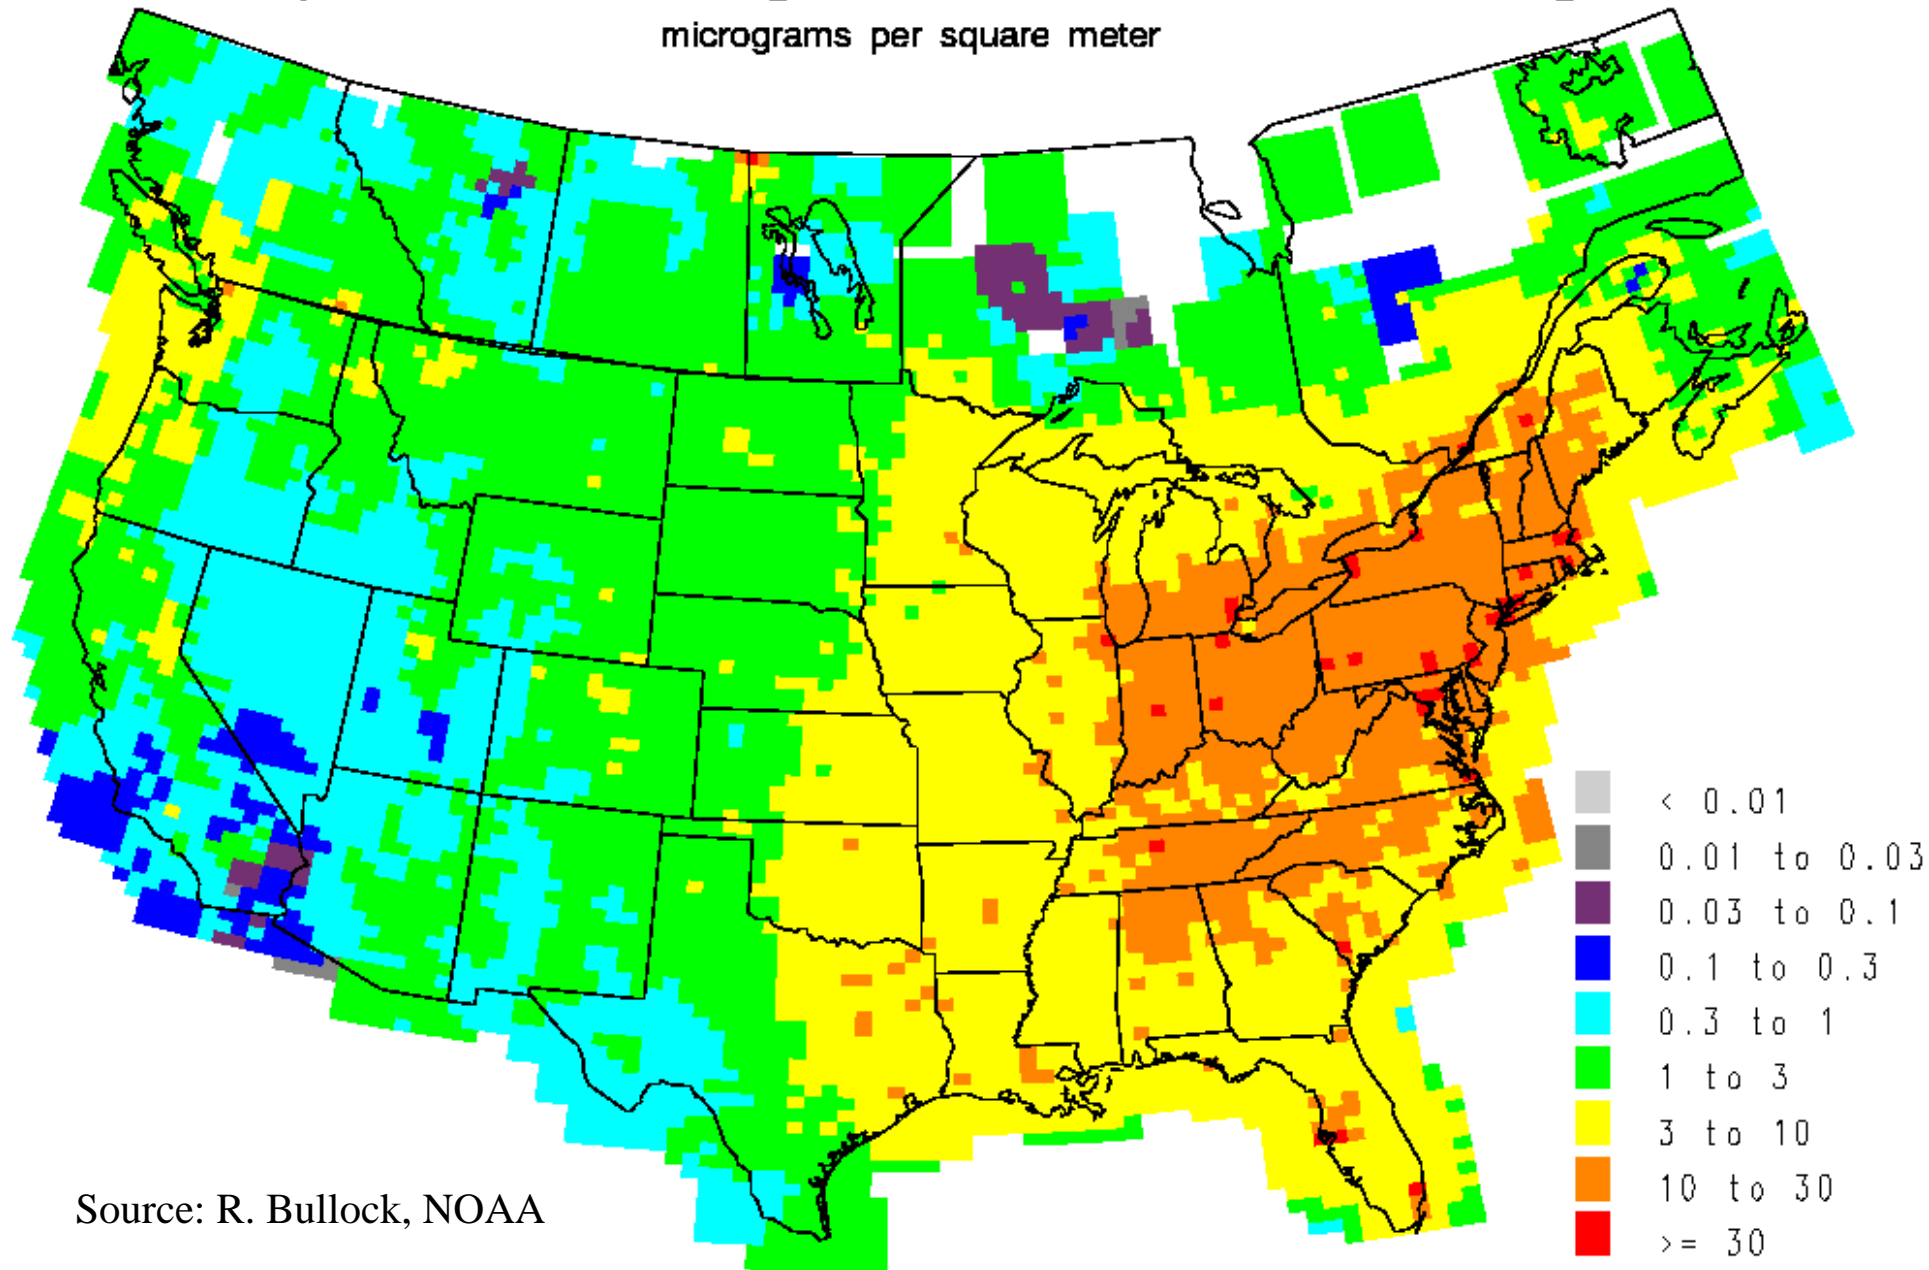 micrograms per square meter
< 0.01
0.01 to 0.03
0.03 to 0.1
0.1 to 0.3
0.3 to 1
1 to 3
3 to 10
10 to 30
>= 30
Source: R. Bullock, NOAA